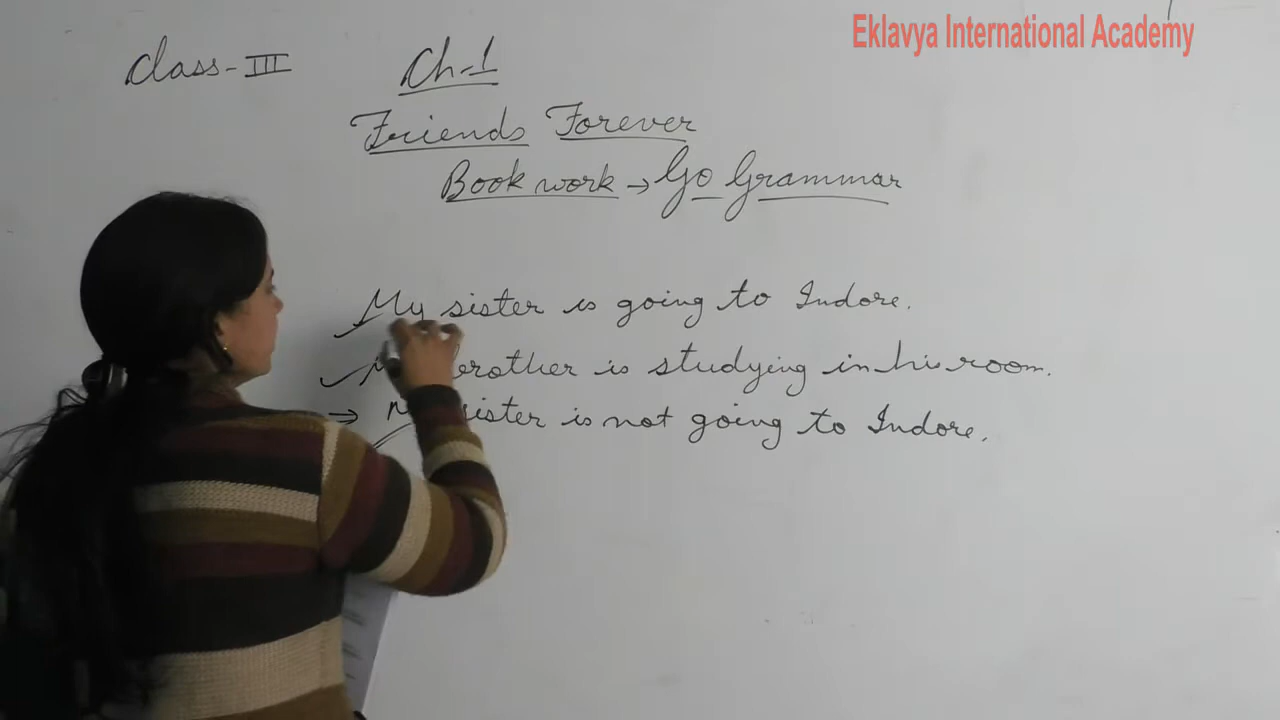 Eklavya International Academy
Class-III Ch-1
Friends Forever
Book work → Go Grammar
My sister is going to Indore.
brother is studying in his room.
→ sister is not going to Indore.